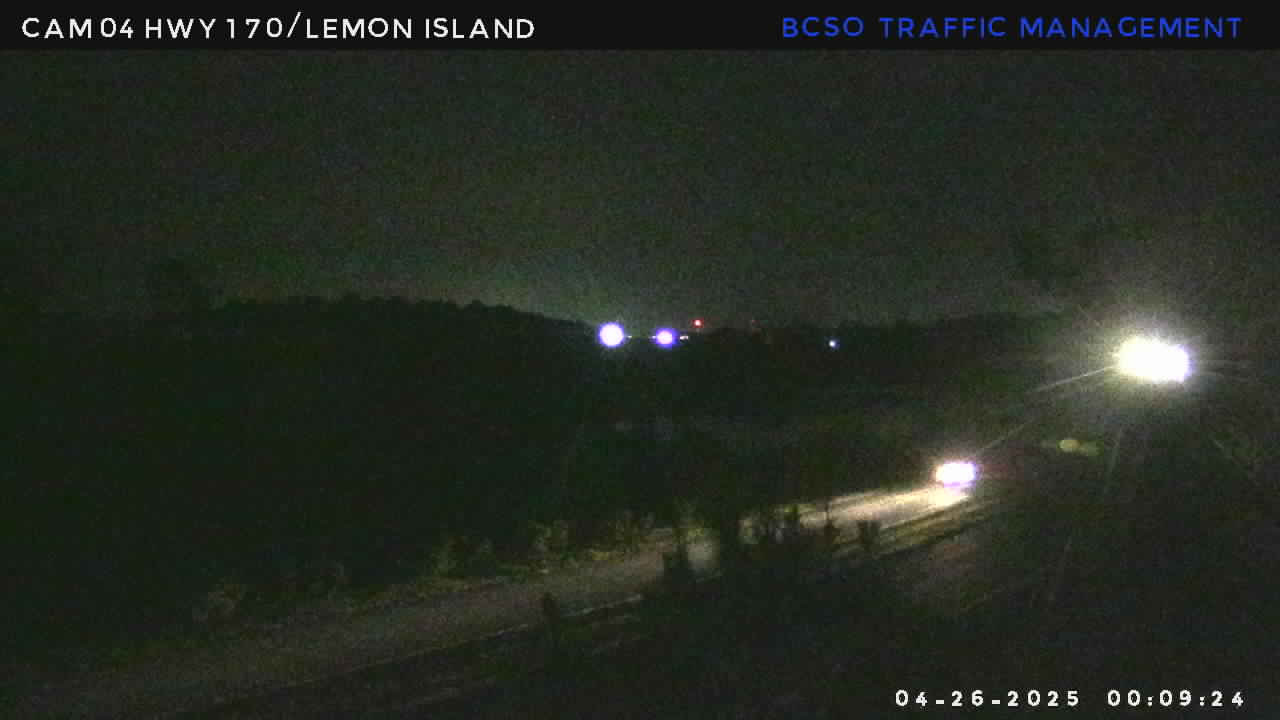 CAM04 HWY 170/LEMON ISLAND
BCSO TRAFFIC MANAGEMENT
04-26-2025 00:09:24